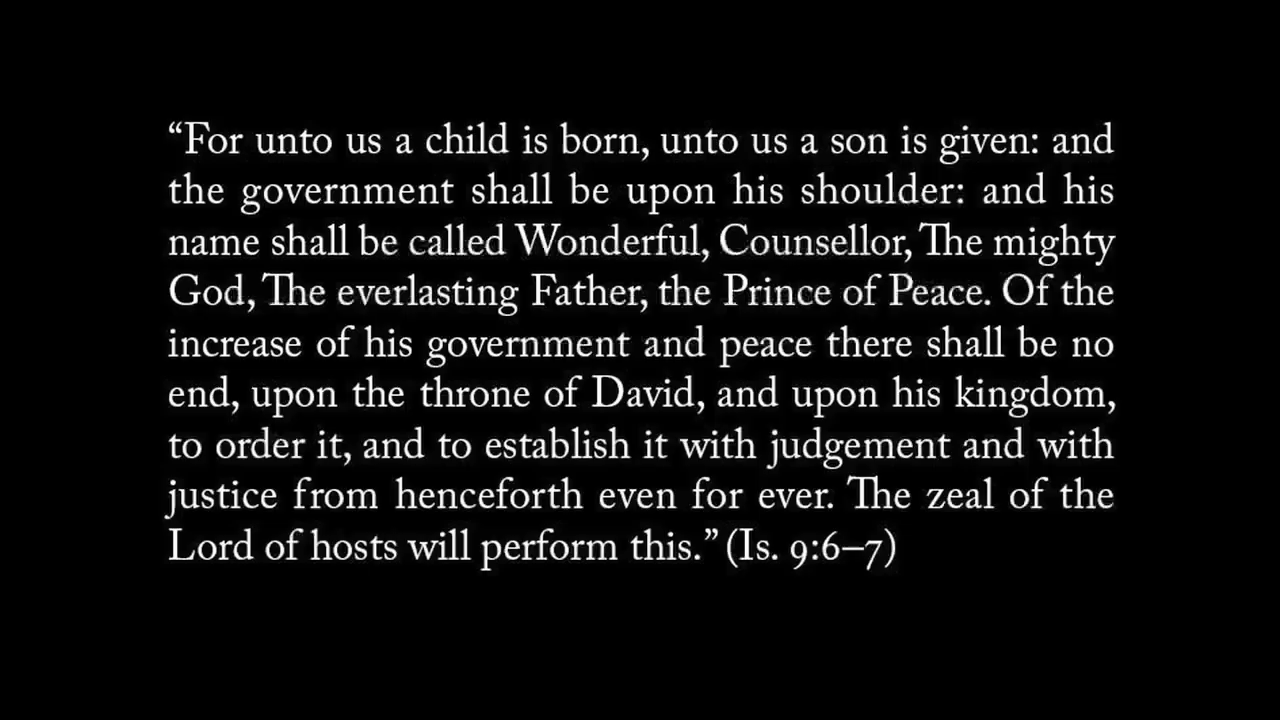 “For unto us a child is born, unto us a son is given: and
the government shall be upon his shoulder: and his
name shall be called Wonderful, Counsellor, The mighty
God, The everlasting Father, the Prince of Peace. Of the
increase of his government and peace there shall be no
end, upon the throne of David, and upon his kingdom,
to order it, and to establish it with judgement and with
justice from henceforth even for ever. The zeal of the
Lord of hosts will perform this.” (Is. 9:6–7)